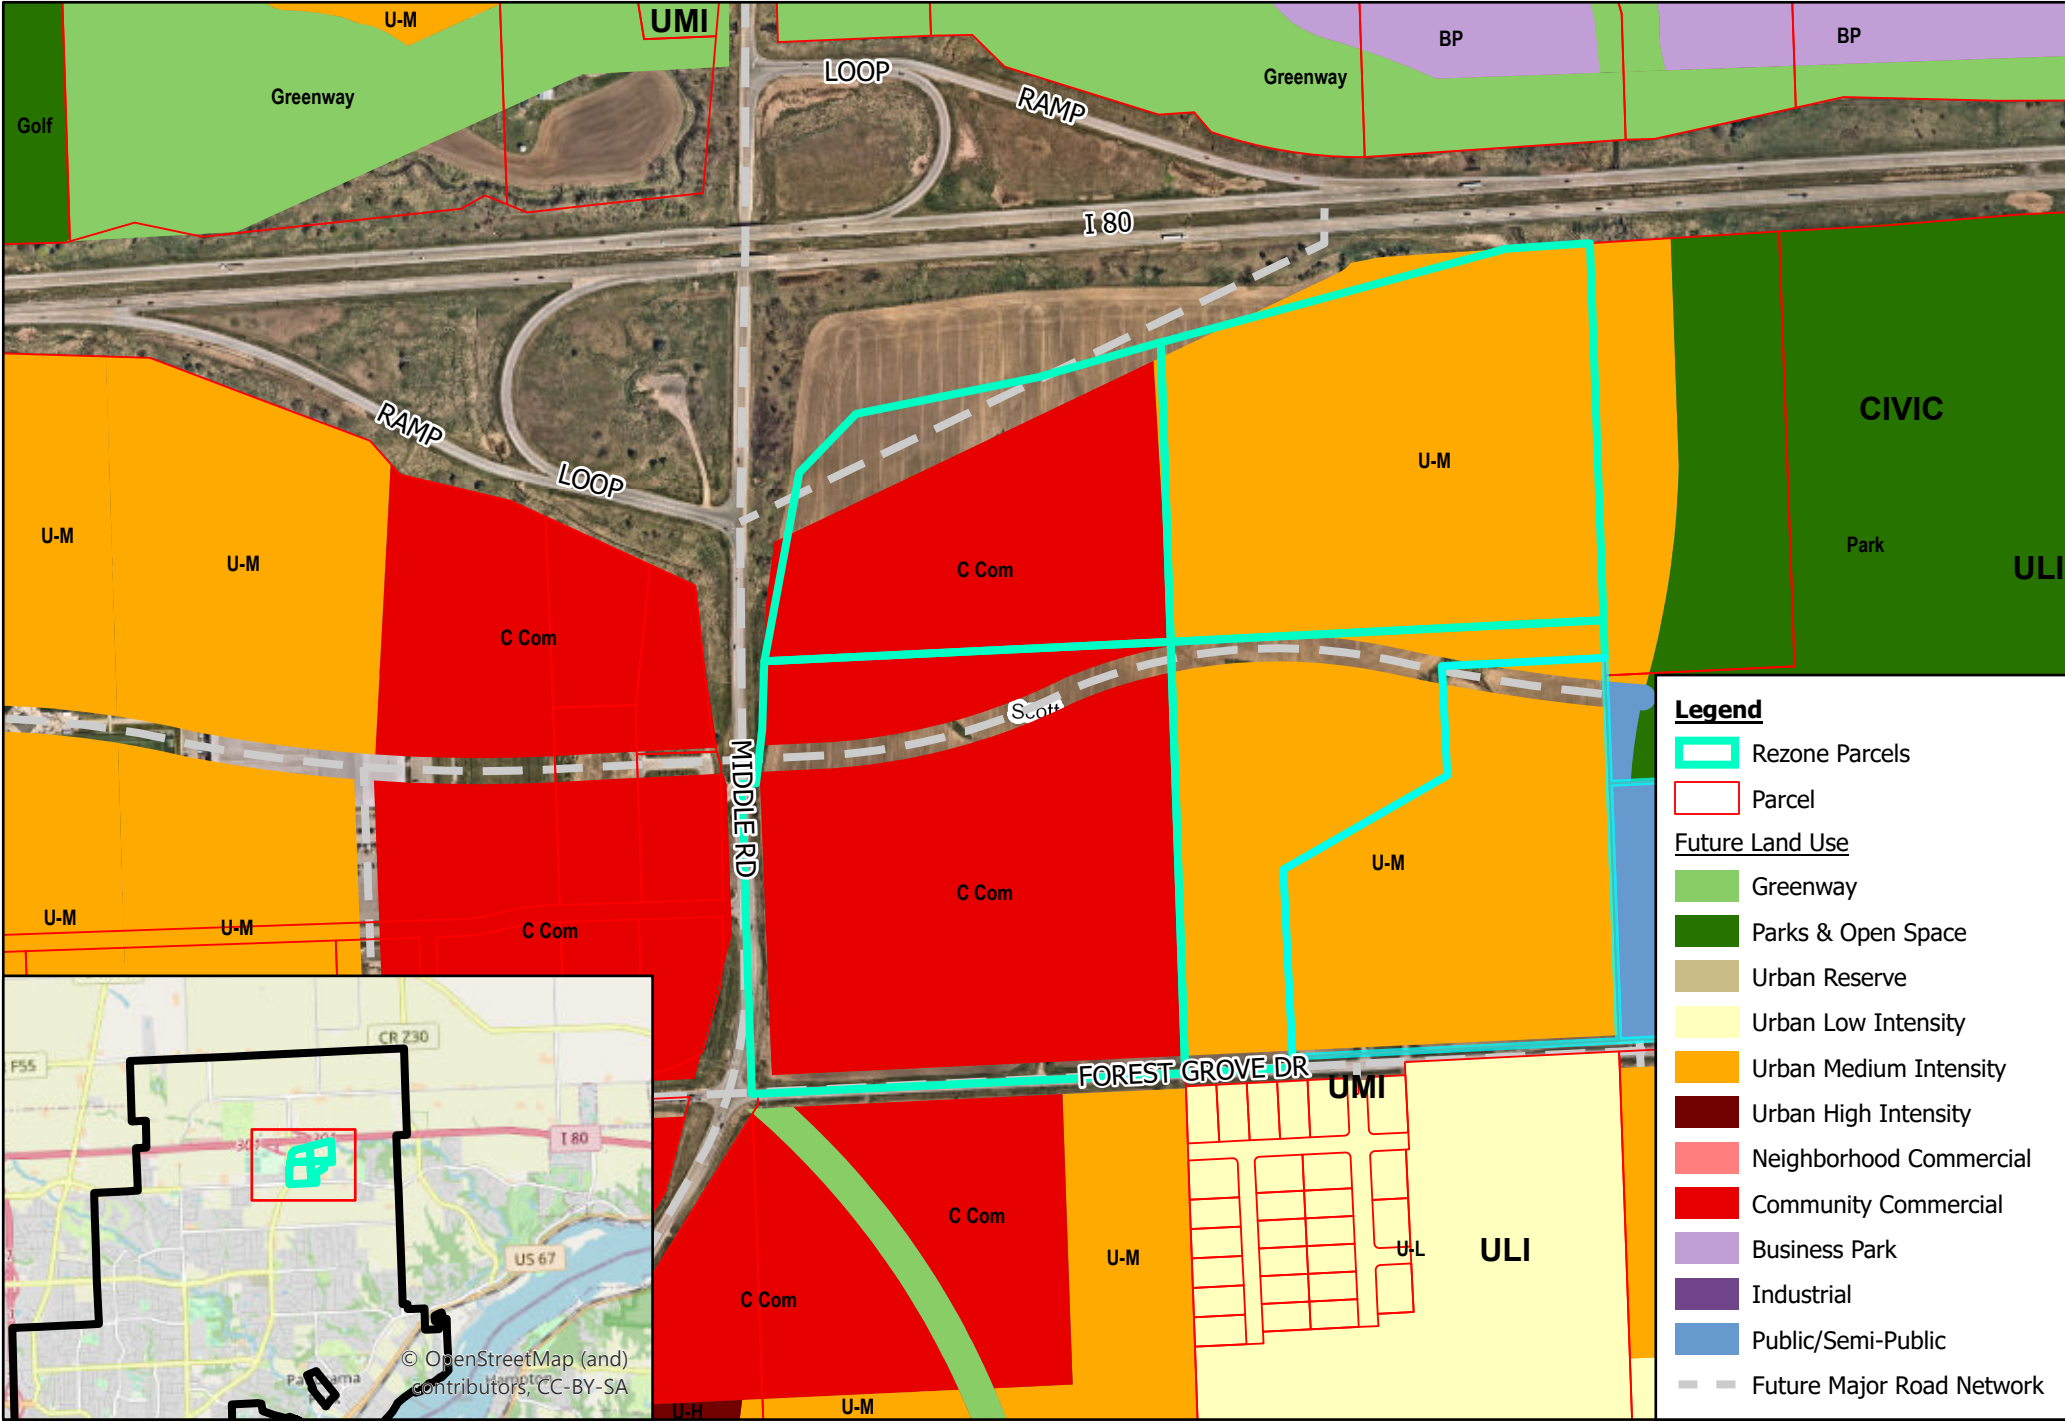 U-M
UMI
BP
BP
LOOP
Greenway
Greenway
RAMP
Golf
I 80
CIVIC
RAMP
U-M
LOOP
U-M
U-M
Park
C Com
ULI
C Com
Scott
MIDDLE RD
U-M
C Com
U-M
U-M
C Com
FOREST GROVE DR
UMI
C Com
U-M
U-L
ULI
C Com
U-H
U-M
Legend
Rezone Parcels
Parcel
Future Land Use
Greenway
Parks & Open Space
Urban Reserve
Urban Low Intensity
Urban Medium Intensity
Urban High Intensity
Neighborhood Commercial
Community Commercial
Business Park
Industrial
Public/Semi-Public
Future Major Road Network
CR Z30
F55
I 80
US 67
© OpenStreetMap (and)
contributors, CC-BY-SA
Hampton